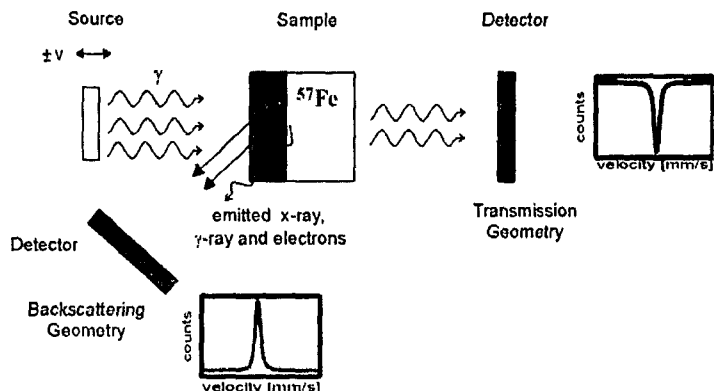 Source
Sample
Detector
±v
γ
⁵⁷Fe
counts
velocity [mm/s]
emitted x-ray,
γ-ray and electrons
Transmission
Geometry
Detector
Backscattering
Geometry
counts
velocity [mm/s]